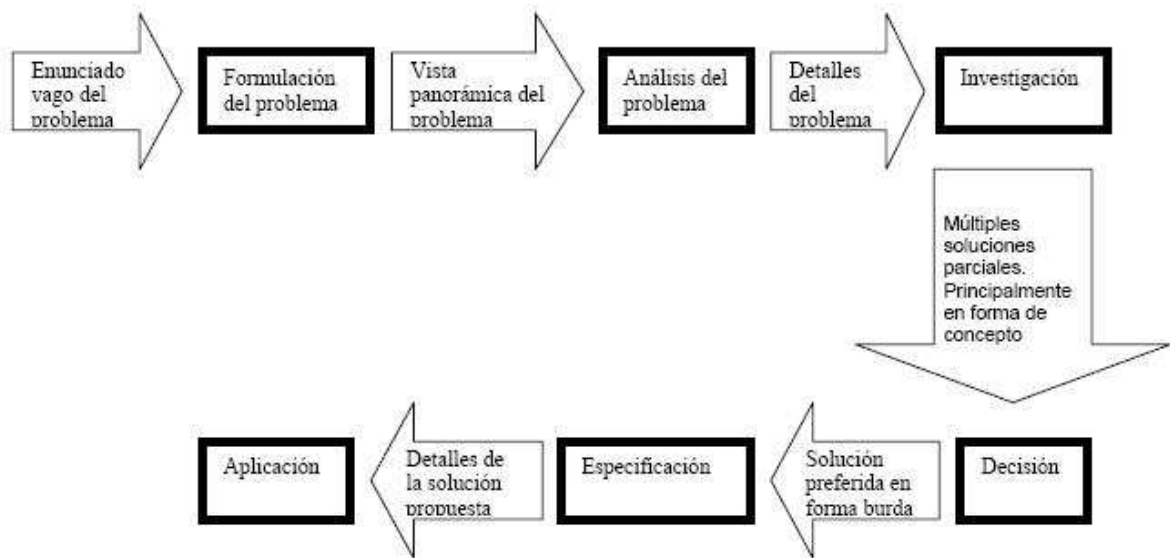 Enunciado
vago del
problema
Formulación
del problema
Vista
panorámica del
problema
Análisis del
problema
Detalles
del
problema
Investigación
Múltiples
soluciones
parciales.
Principalmente
en forma de
concepto
Decisión
Solución
preferida en
forma burda
Especificación
Detalles de
la solución
propuesta
Aplicación